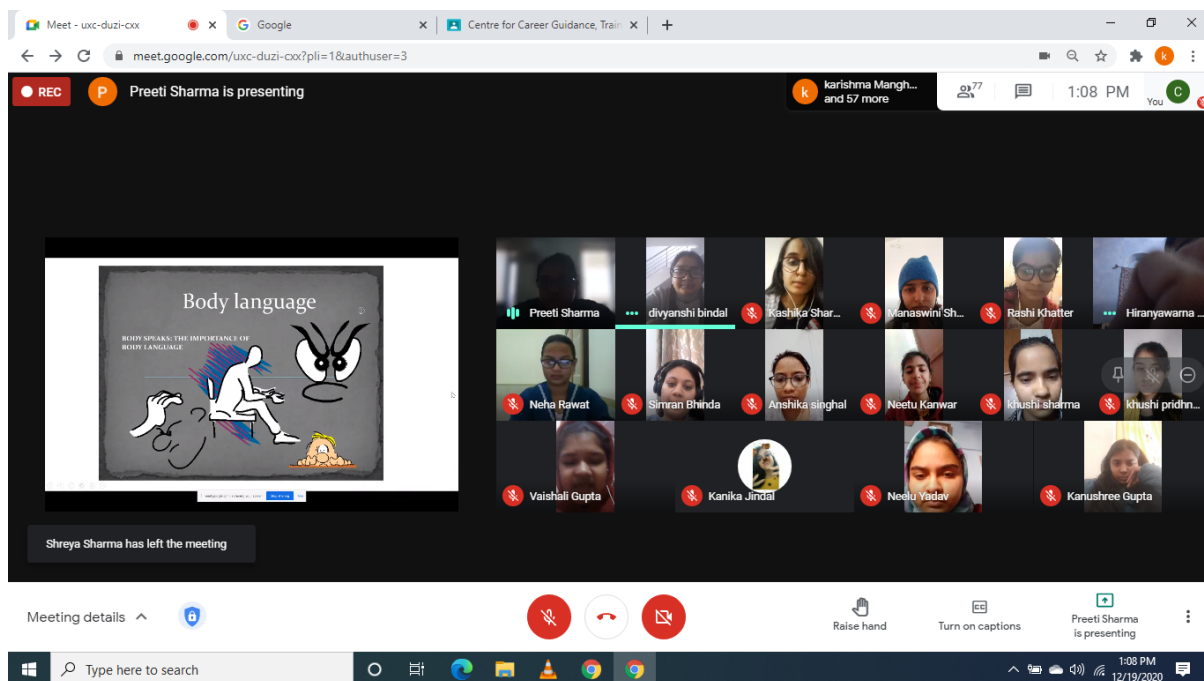 Meet - uxc-duzi-cxx
Google
Centre for Career Guidance, Train
meet.google.com/uxc-duzi-cxx?pli=1&authuser=3
REC
P
Preeti Sharma is presenting
k
karishma Mangh...
and 57 more
77
1:08 PM
You
C
k
Body language
BODY SPEAKS: THE IMPORTANCE OF
BODY LANGUAGE
Preeti Sharma
divyanshi bindal
Kashika Shar...
Manaswini Sh...
Rashi Khatter
Hiranyawarna ...
Neha Rawat
Simran Bhinda
Anshika singhal
Neetu Kanwar
khushi sharma
khushi pridhn...
Vaishali Gupta
Kanika Jindal
Neelu Yadav
Kanushree Gupta
Shreya Sharma has left the meeting
Meeting details
Raise hand
CC
Turn on captions
Preeti Sharma
is presenting
Type here to search
1:08 PM
12/19/2020